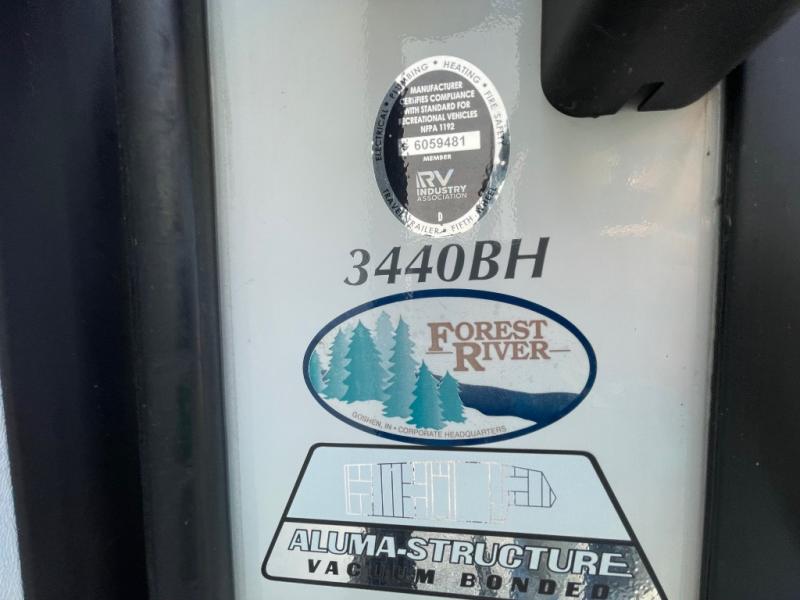 ELECTRICAL • PLUMBING • HEATING • FIRE SAFETY
MANUFACTURER
CERTIFIES COMPLIANCE
WITH STANDARD FOR
RECREATIONAL VEHICLES
NFPA 1192
6059481
MEMBER
RV
INDUSTRY
ASSOCIATION
D
TRAVEL TRAILER • FIFTH WHEEL
3440BH
FOREST
RIVER
GOSHEN, IN • CORPORATE HEADQUARTERS
ALUMA-STRUCTURE
VACUUM BONDED